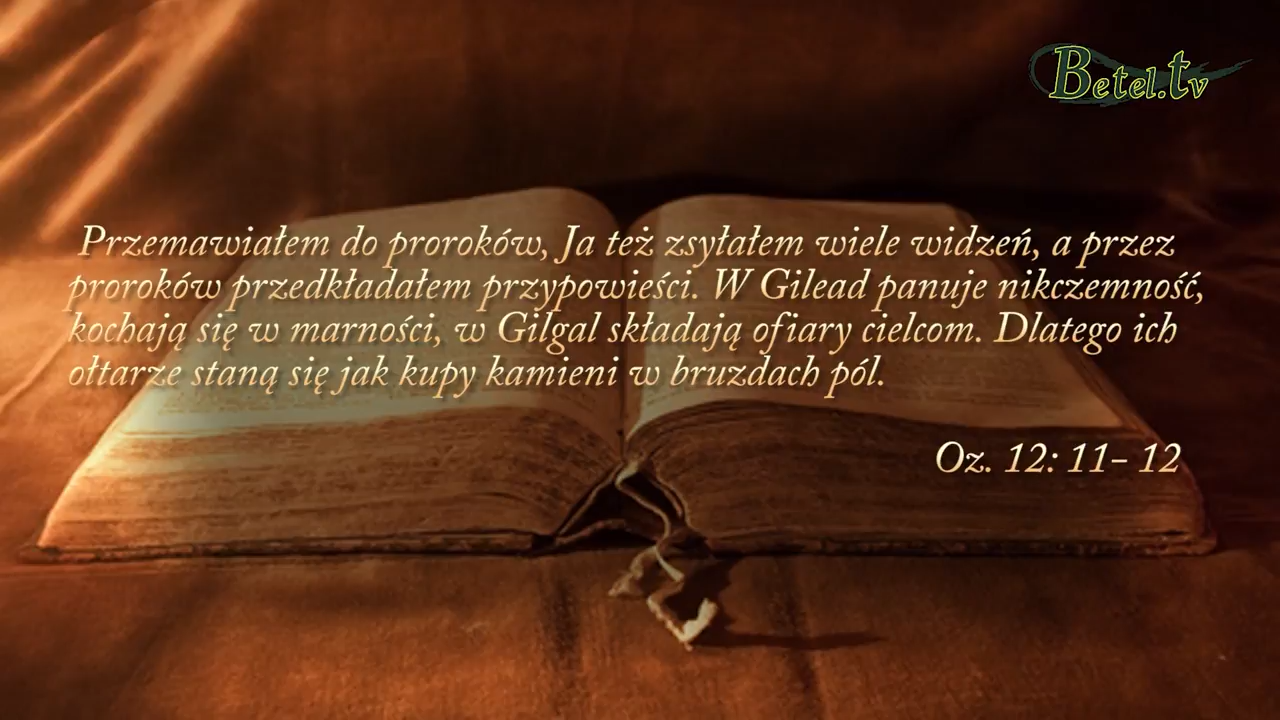 Betel.tv
Przemawiałem do proroków, Ja też zsyłałem wiele widzeń, a przez
proroków przedkładałem przypowieści. W Gilead panuje nikczemność,
kochają się w marności, w Gilgal składają ofiary cielcom. Dlatego ich
ołtarze staną się jak kupy kamieni w bruzdach pól.
Oz. 12: 11- 12